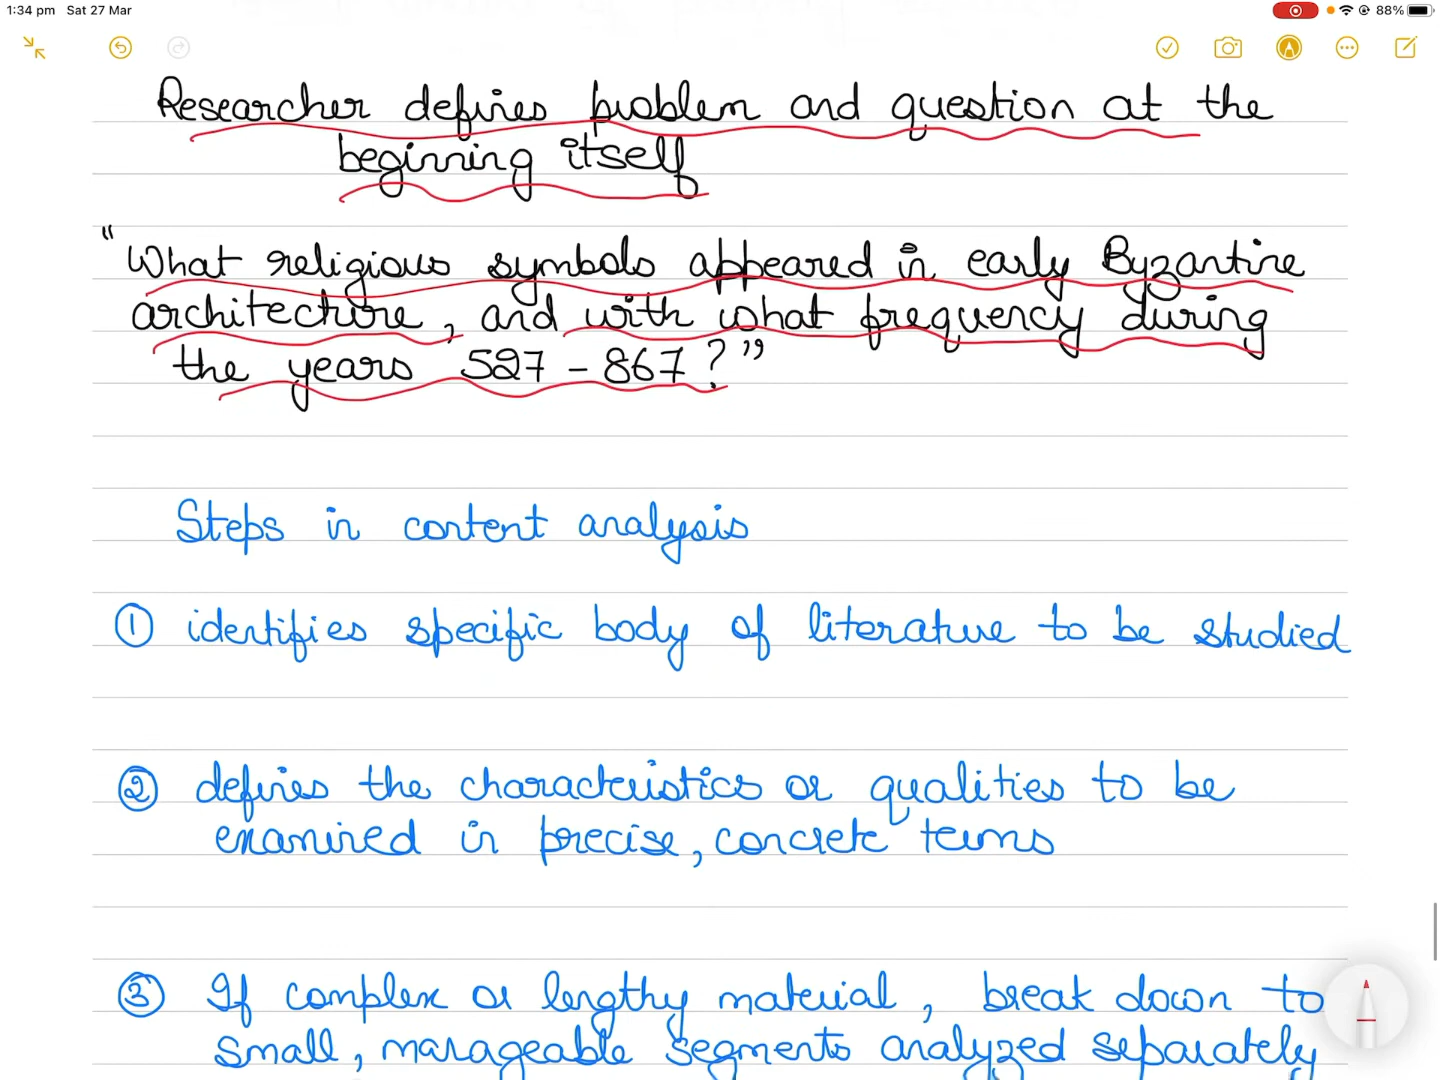 1:34 pm Sat 27 Mar
88%
Researcher defines problem and question at the
beginning itself
"What religious symbols appeared in early Byzantine
architecture, and with what frequency during
the years 527-867?"
Steps in content analysis
① identifies specific body of literature to be studied
② defines the characteristics or qualities to be
examined in precise, concrete terms
③ If complex or lengthy material, break down to
small, manageable segments analyzed separately